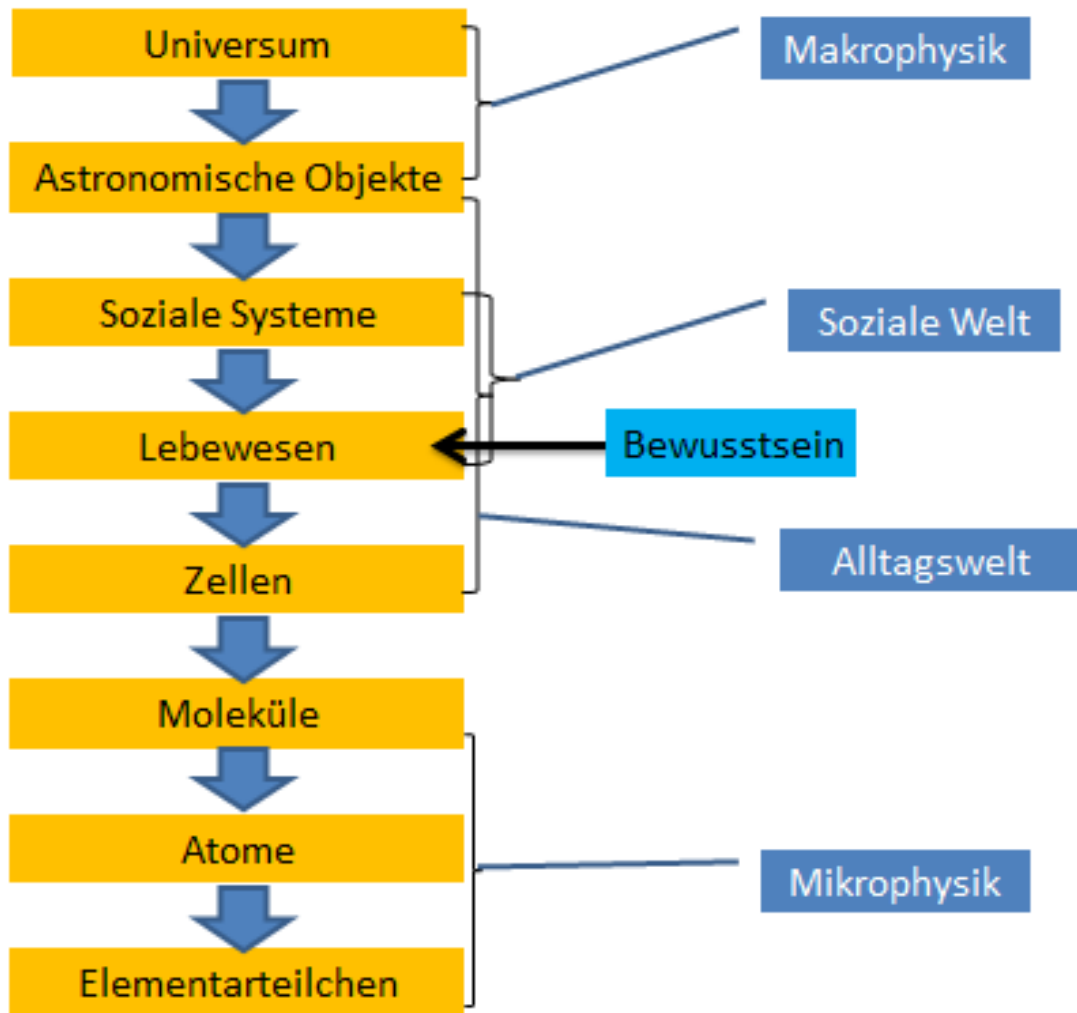 Universum
Makrophysik
Astronomische Objekte
Soziale Systeme
Soziale Welt
Lebewesen
Bewusstsein
Alltagswelt
Zellen
Moleküle
Atome
Mikrophysik
Elementarteilchen